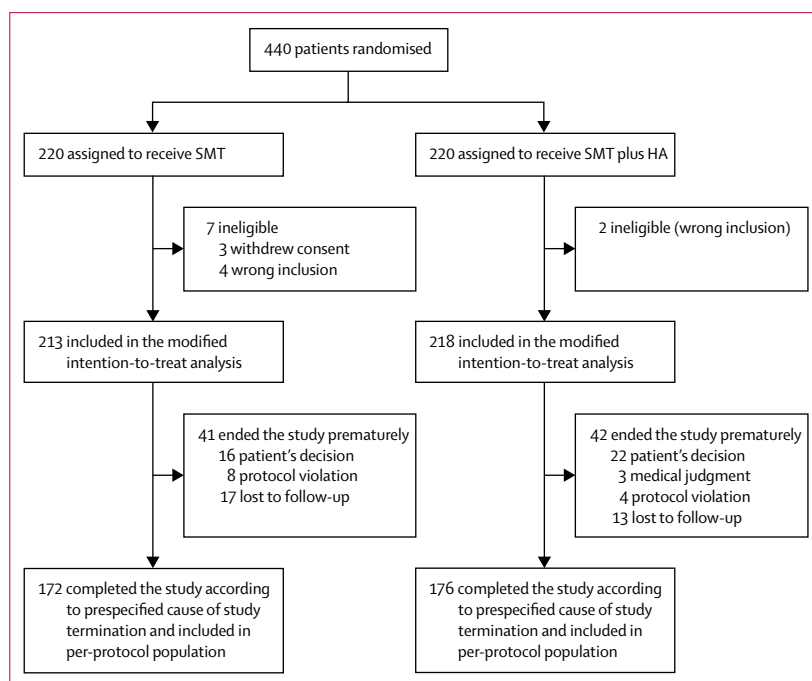 440 patients randomised
220 assigned to receive SMT
220 assigned to receive SMT plus HA
7 ineligible
3 withdrew consent
4 wrong inclusion
2 ineligible (wrong inclusion)
213 included in the modified
intention-to-treat analysis
218 included in the modified
intention-to-treat analysis
41 ended the study prematurely
16 patient's decision
8 protocol violation
17 lost to follow-up
42 ended the study prematurely
22 patient's decision
3 medical judgment
4 protocol violation
13 lost to follow-up
172 completed the study according
to prespecified cause of study
termination and included in
per-protocol population
176 completed the study according
to prespecified cause of study
termination and included in
per-protocol population